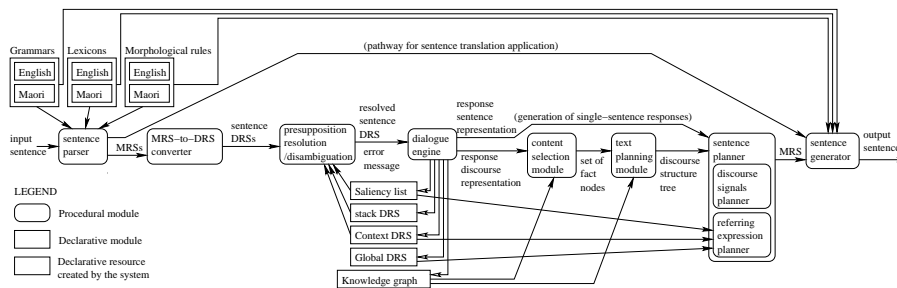 Grammars Lexicons Morphological rules
English English English
Maori Maori Maori
(pathway for sentence translation application)
input
sentence
sentence
parser
MRSs
MRS−to−DRS
converter
sentence
DRSs
presupposition
resolution
/disambiguation
resolved
sentence
DRS
error
message
dialogue
engine
response
sentence
representation
(generation of single−sentence responses)
response
discourse
representation
content
selection
module
set of
fact
nodes
text
planning
module
discourse
structure
tree
sentence
planner
discourse
signals
planner
referring
expression
planner
MRS
sentence
generator
output
sentence
Saliency list
stack DRS
Context DRS
Global DRS
Knowledge graph
LEGEND
Procedural module
Declarative module
Declarative resource
created by the system